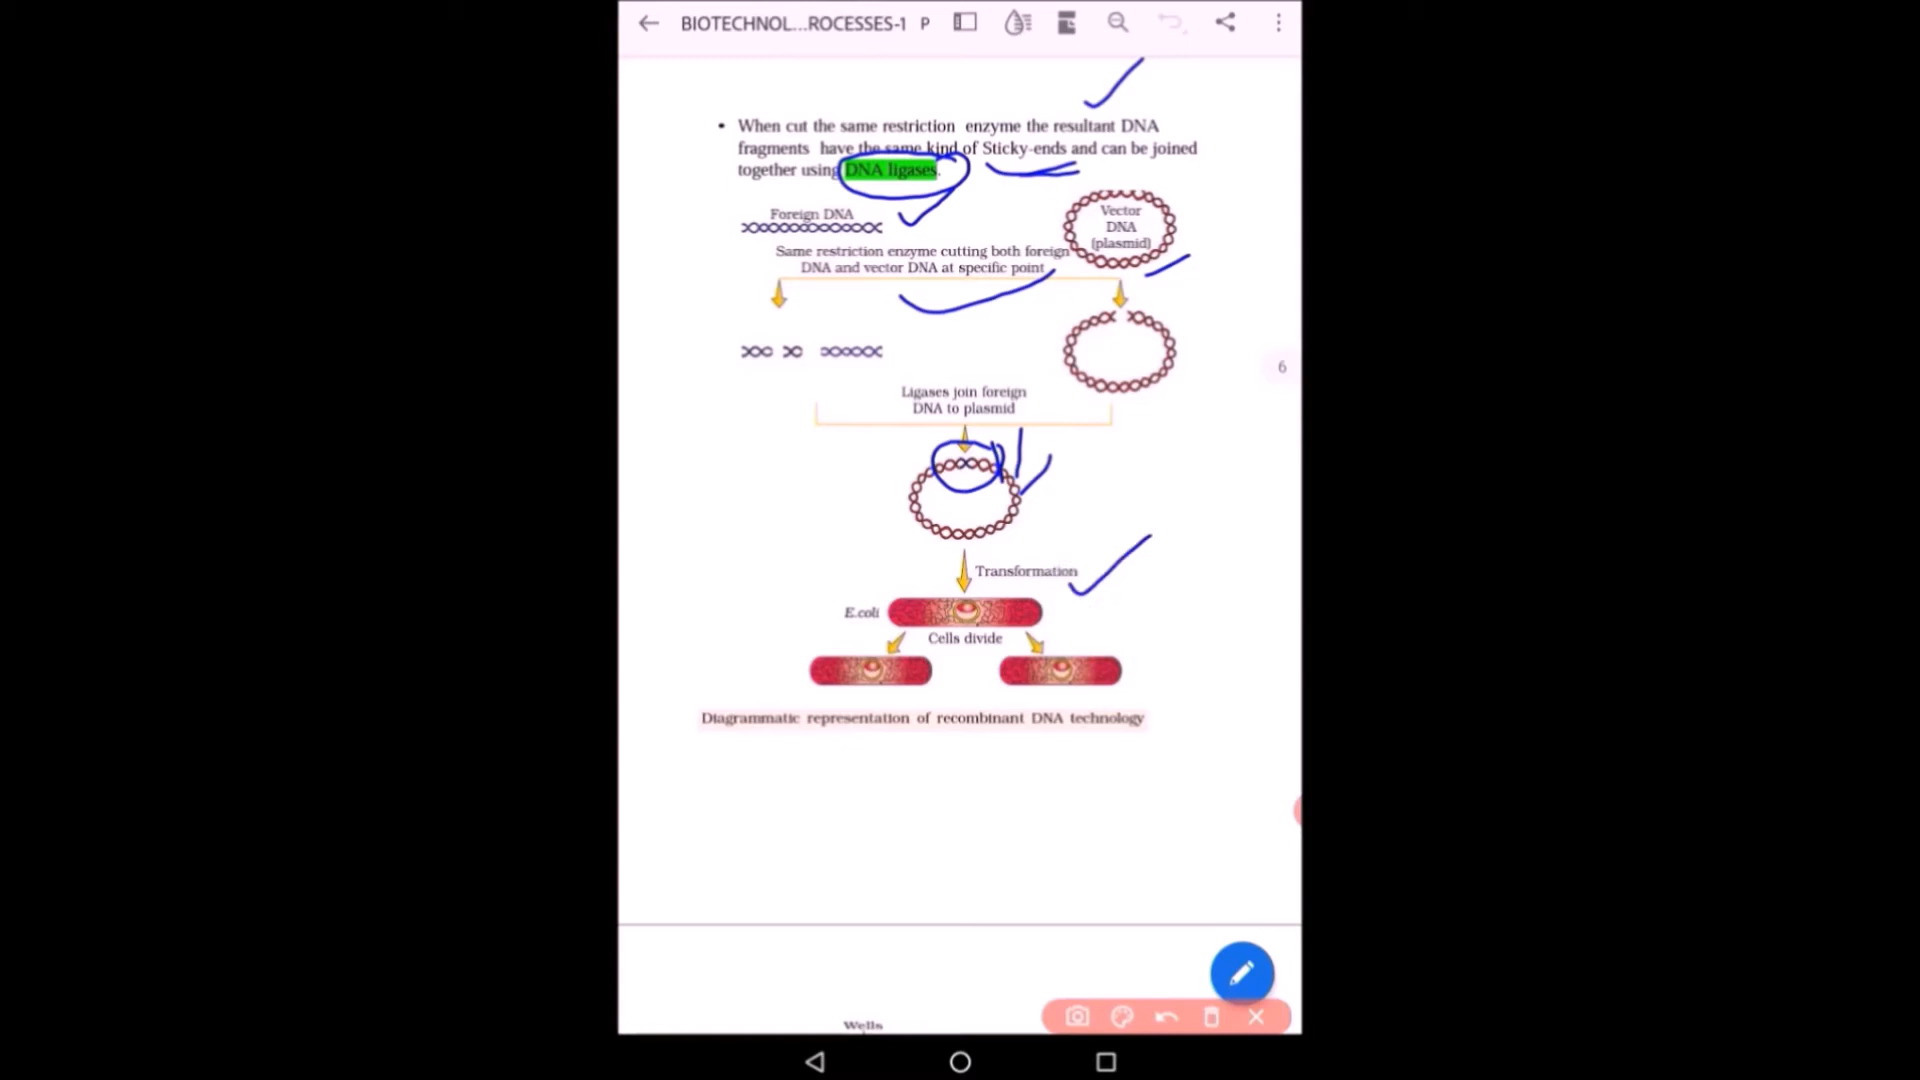 BIOTECHNOL...ROCESSES-1 P
• When cut the same restriction enzyme the resultant DNA
fragments have the same kind of Sticky-ends and can be joined
together using DNA ligases.
Foreign DNA
Vector
DNA
(plasmid)
Same restriction enzyme cutting both foreign
DNA and vector DNA at specific point
6
Ligases join foreign
DNA to plasmid
Transformation
E.coli
Cells divide
Diagrammatic representation of recombinant DNA technology
Wells